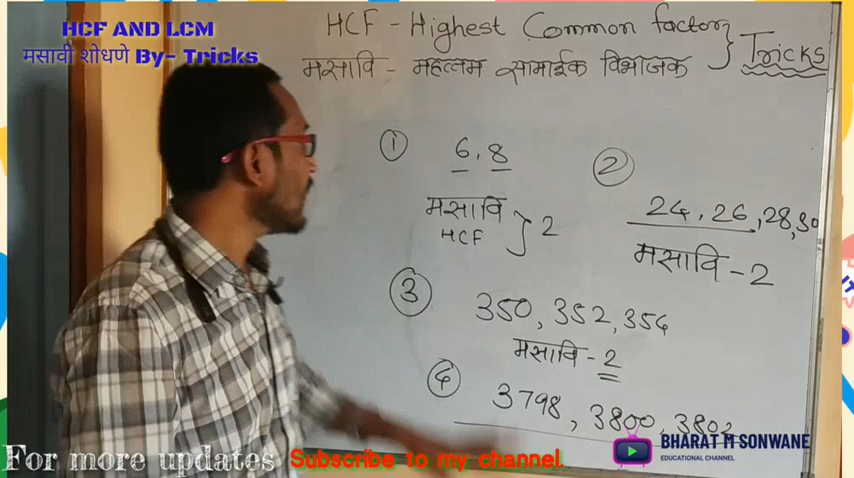 HCF AND LCM
मसावी शोधणे By- Tricks
HCF - Highest Common factor
मसावि - महत्तम सामाईक विभाजक } Tricks
① 6, 8
मसावि
HCF } 2
② 24, 26, 28, 30
मसावि - 2
③ 350, 352, 354
मसावि - 2
④ 3798, 3800, 3802
BHARAT M SONWANE
EDUCATIONAL CHANNEL
For more updates Subscribe to my channel.